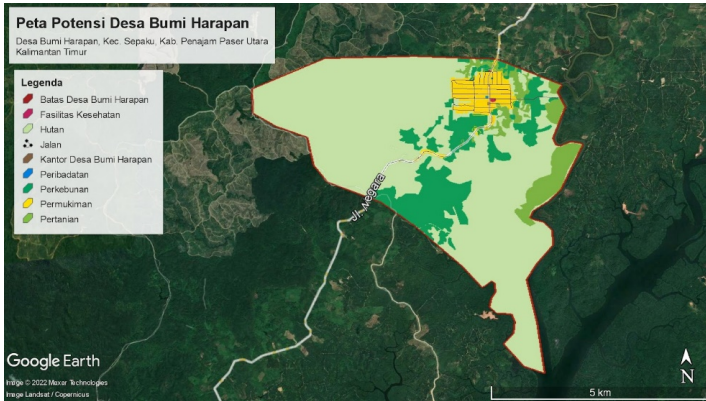 Peta Potensi Desa Bumi Harapan
Desa Bumi Harapan, Kec. Sepaku, Kab. Penajam Paser Utara
Kalimantan Timur
Legenda
Batas Desa Bumi Harapan
Fasilitas Kesehatan
Hutan
Jalan
Kantor Desa Bumi Harapan
Peribadatan
Perkebunan
Permukiman
Pertanian
Jl. Negara
Google Earth
Image © 2022 Maxar Technologies
Image Landsat / Copernicus
N
5 km